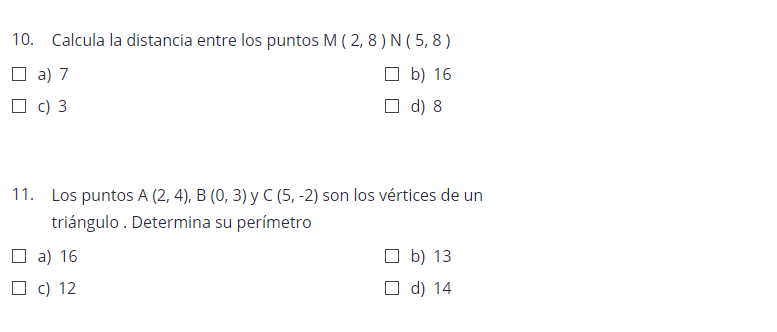 10. Calcula la distancia entre los puntos M ( 2, 8 ) N ( 5, 8 )
a) 7 b) 16
c) 3 d) 8
11. Los puntos A (2, 4), B (0, 3) y C (5, -2) son los vértices de un
triángulo . Determina su perímetro
a) 16 b) 13
c) 12 d) 14